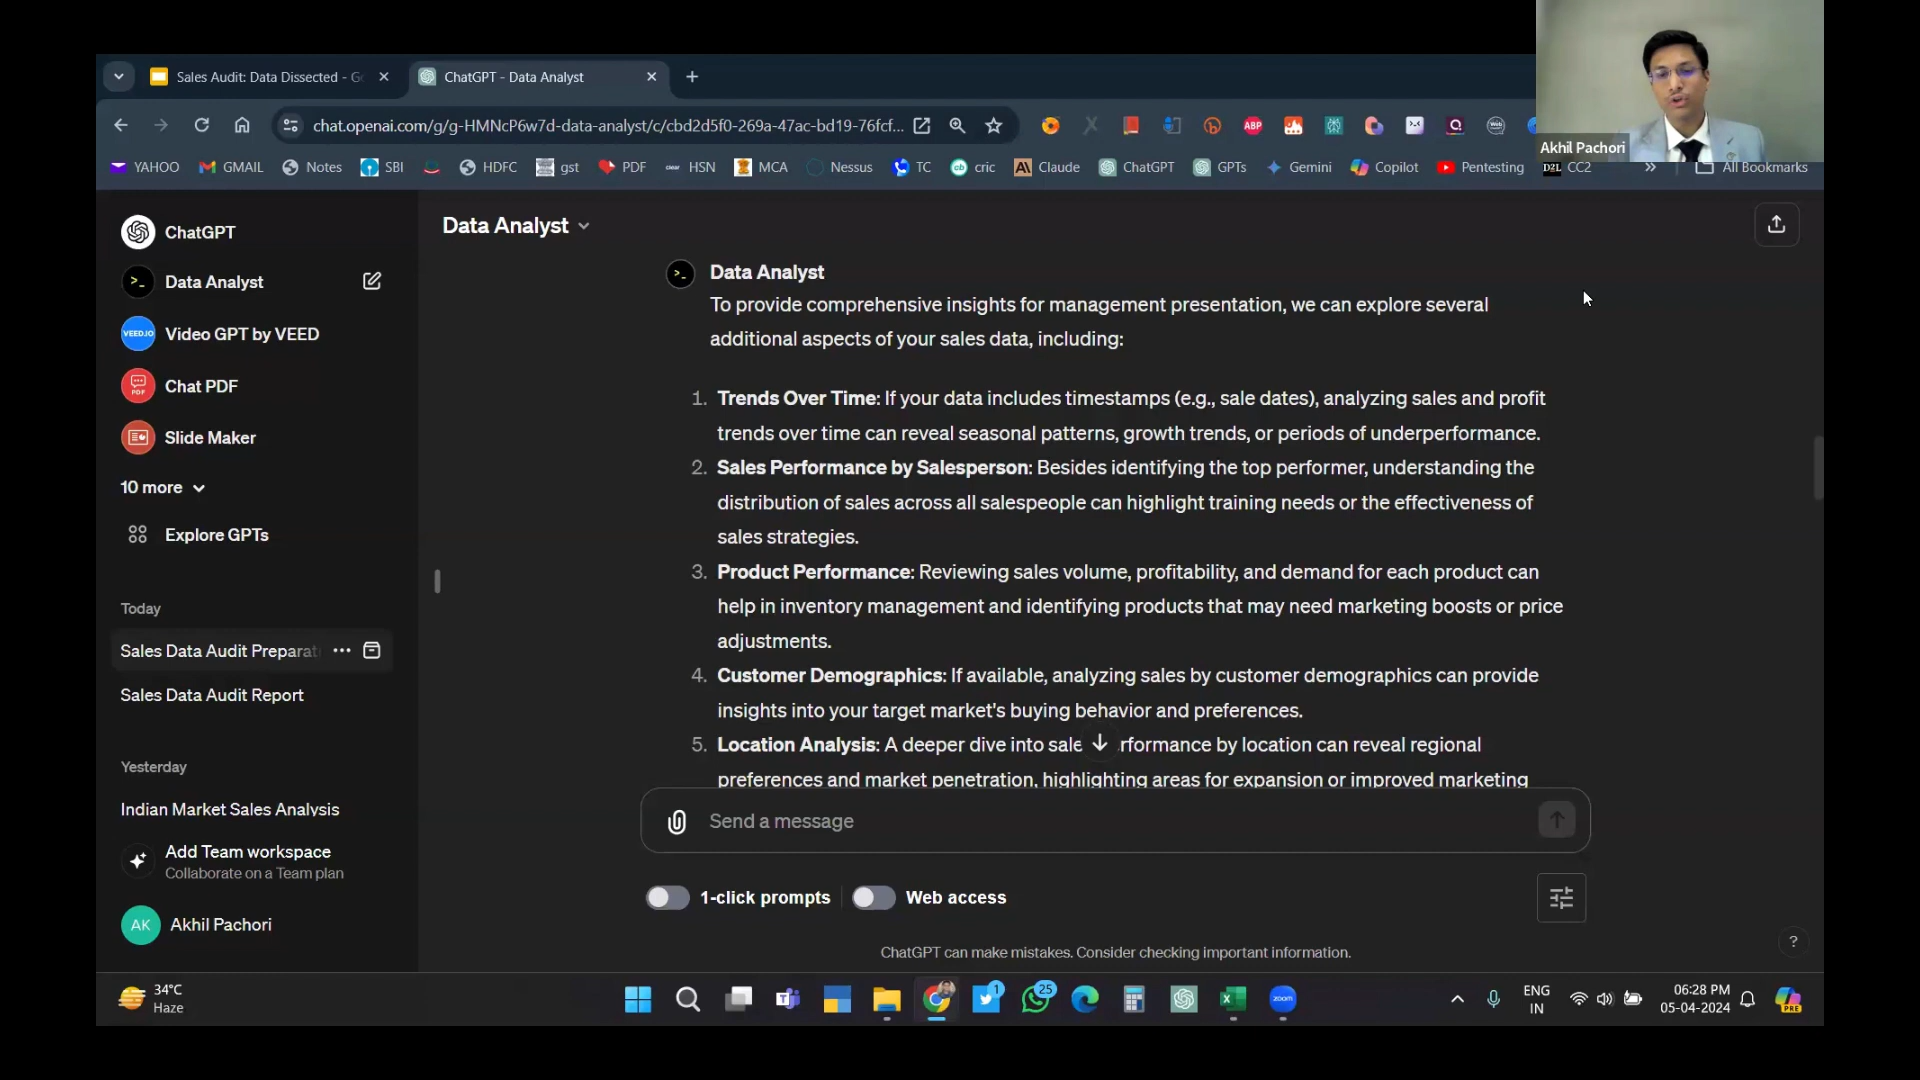 Sales Audit: Data Dissected - G
ChatGPT - Data Analyst
chat.openai.com/g/g-HMNcP6w7d-data-analyst/c/cbd2d5f0-269a-47ac-bd19-76fcf...
ABP
Akhil Pachori
YAHOO
GMAIL
Notes
SBI
HDFC
gst
PDF
HSN
MCA
Nessus
TC
cric
Claude
ChatGPT
GPTs
Gemini
Copilot
Pentesting
CC2
All Bookmarks
ChatGPT
Data Analyst
VEED.IO
Video GPT by VEED
PDF
Chat PDF
Slide Maker
10 more
Explore GPTs
Today
Sales Data Audit Preparat
Sales Data Audit Report
Yesterday
Indian Market Sales Analysis
Add Team workspace
Collaborate on a Team plan
AK
Akhil Pachori
Data Analyst
Data Analyst
To provide comprehensive insights for management presentation, we can explore several
additional aspects of your sales data, including:
1. Trends Over Time: If your data includes timestamps (e.g., sale dates), analyzing sales and profit
trends over time can reveal seasonal patterns, growth trends, or periods of underperformance.
2. Sales Performance by Salesperson: Besides identifying the top performer, understanding the
distribution of sales across all salespeople can highlight training needs or the effectiveness of
sales strategies.
3. Product Performance: Reviewing sales volume, profitability, and demand for each product can
help in inventory management and identifying products that may need marketing boosts or price
adjustments.
4. Customer Demographics: If available, analyzing sales by customer demographics can provide
insights into your target market's buying behavior and preferences.
5. Location Analysis: A deeper dive into sale rformance by location can reveal regional
preferences and market penetration, highlighting areas for expansion or improved marketing
Send a message
1-click prompts
Web access
ChatGPT can make mistakes. Consider checking important information.
?
34°C
Haze
1
25
zoom
ENG
IN
06:28 PM
05-04-2024
PRE